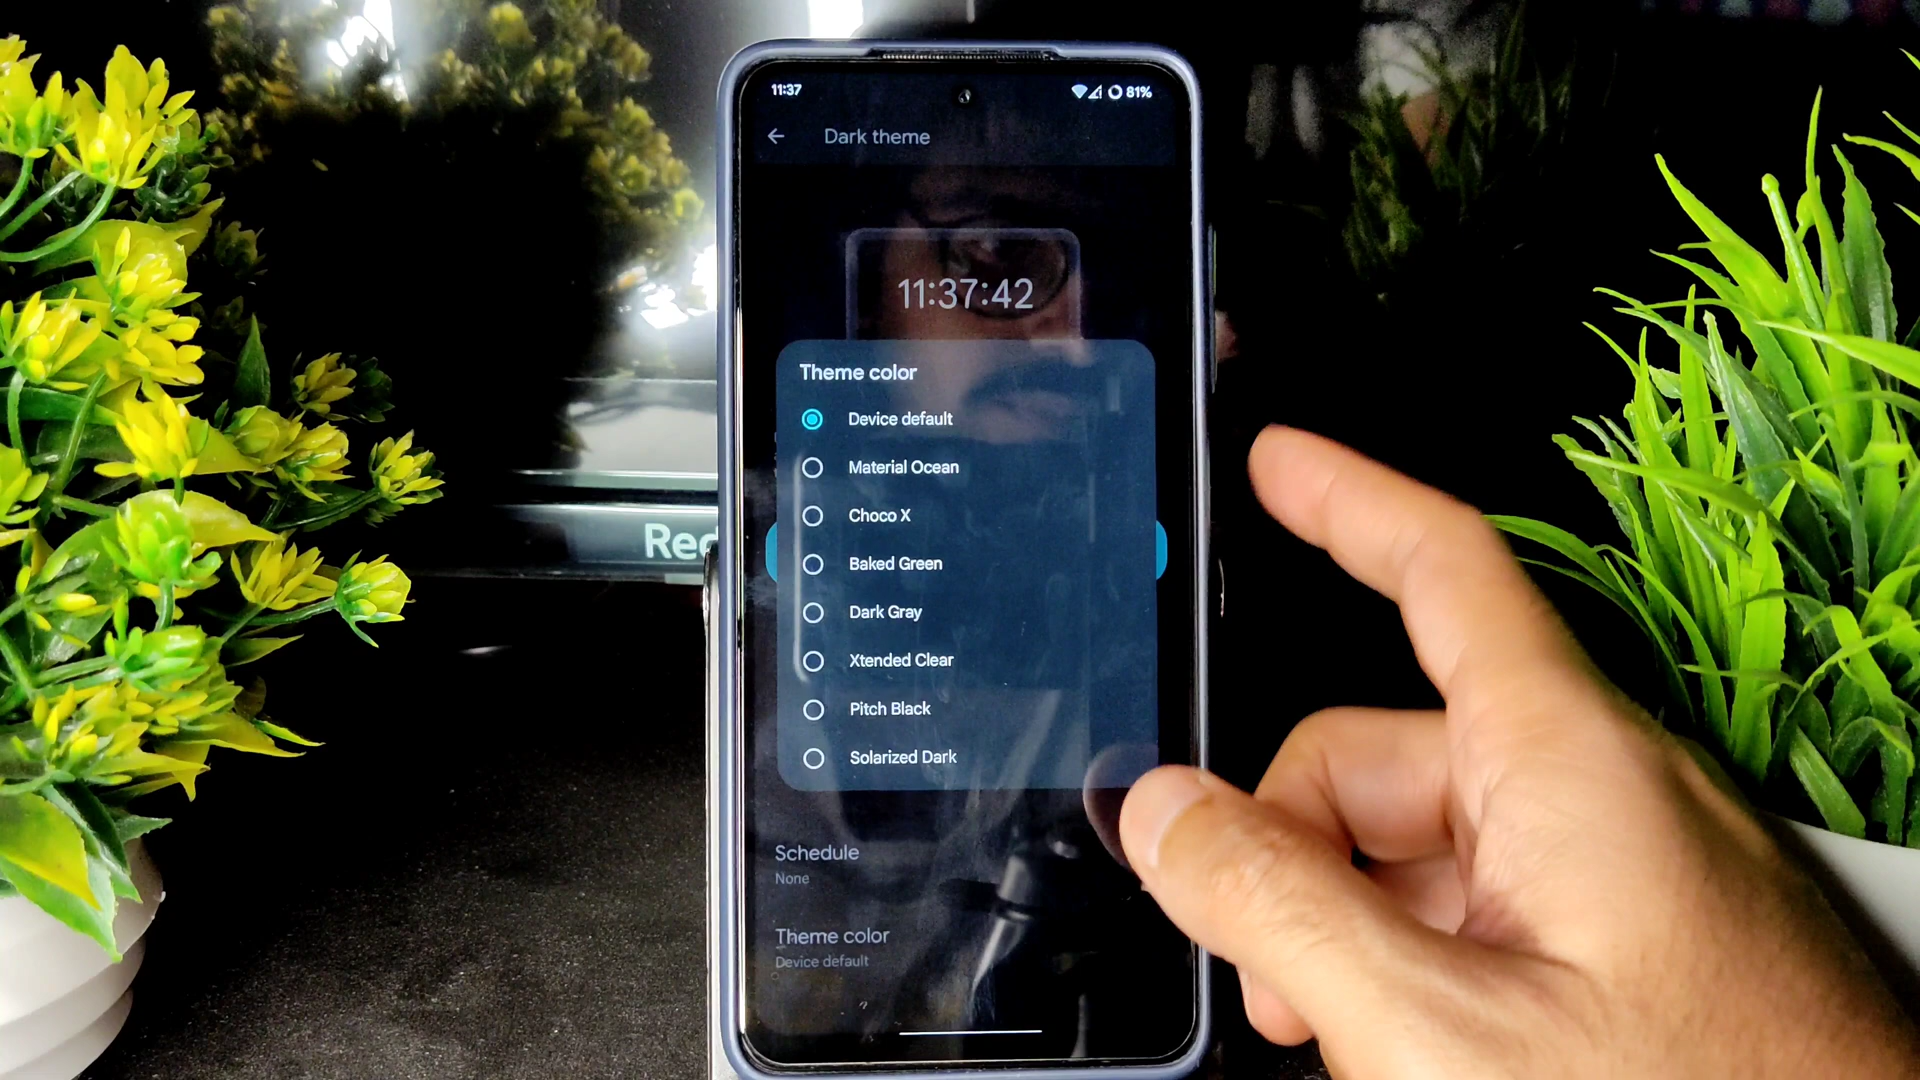 11:37
81%
Dark theme
11:37:42
Theme color
Device default
Material Ocean
Choco X
Baked Green
Dark Gray
Xtended Clear
Pitch Black
Solarized Dark
Schedule
None
Theme color
Device default